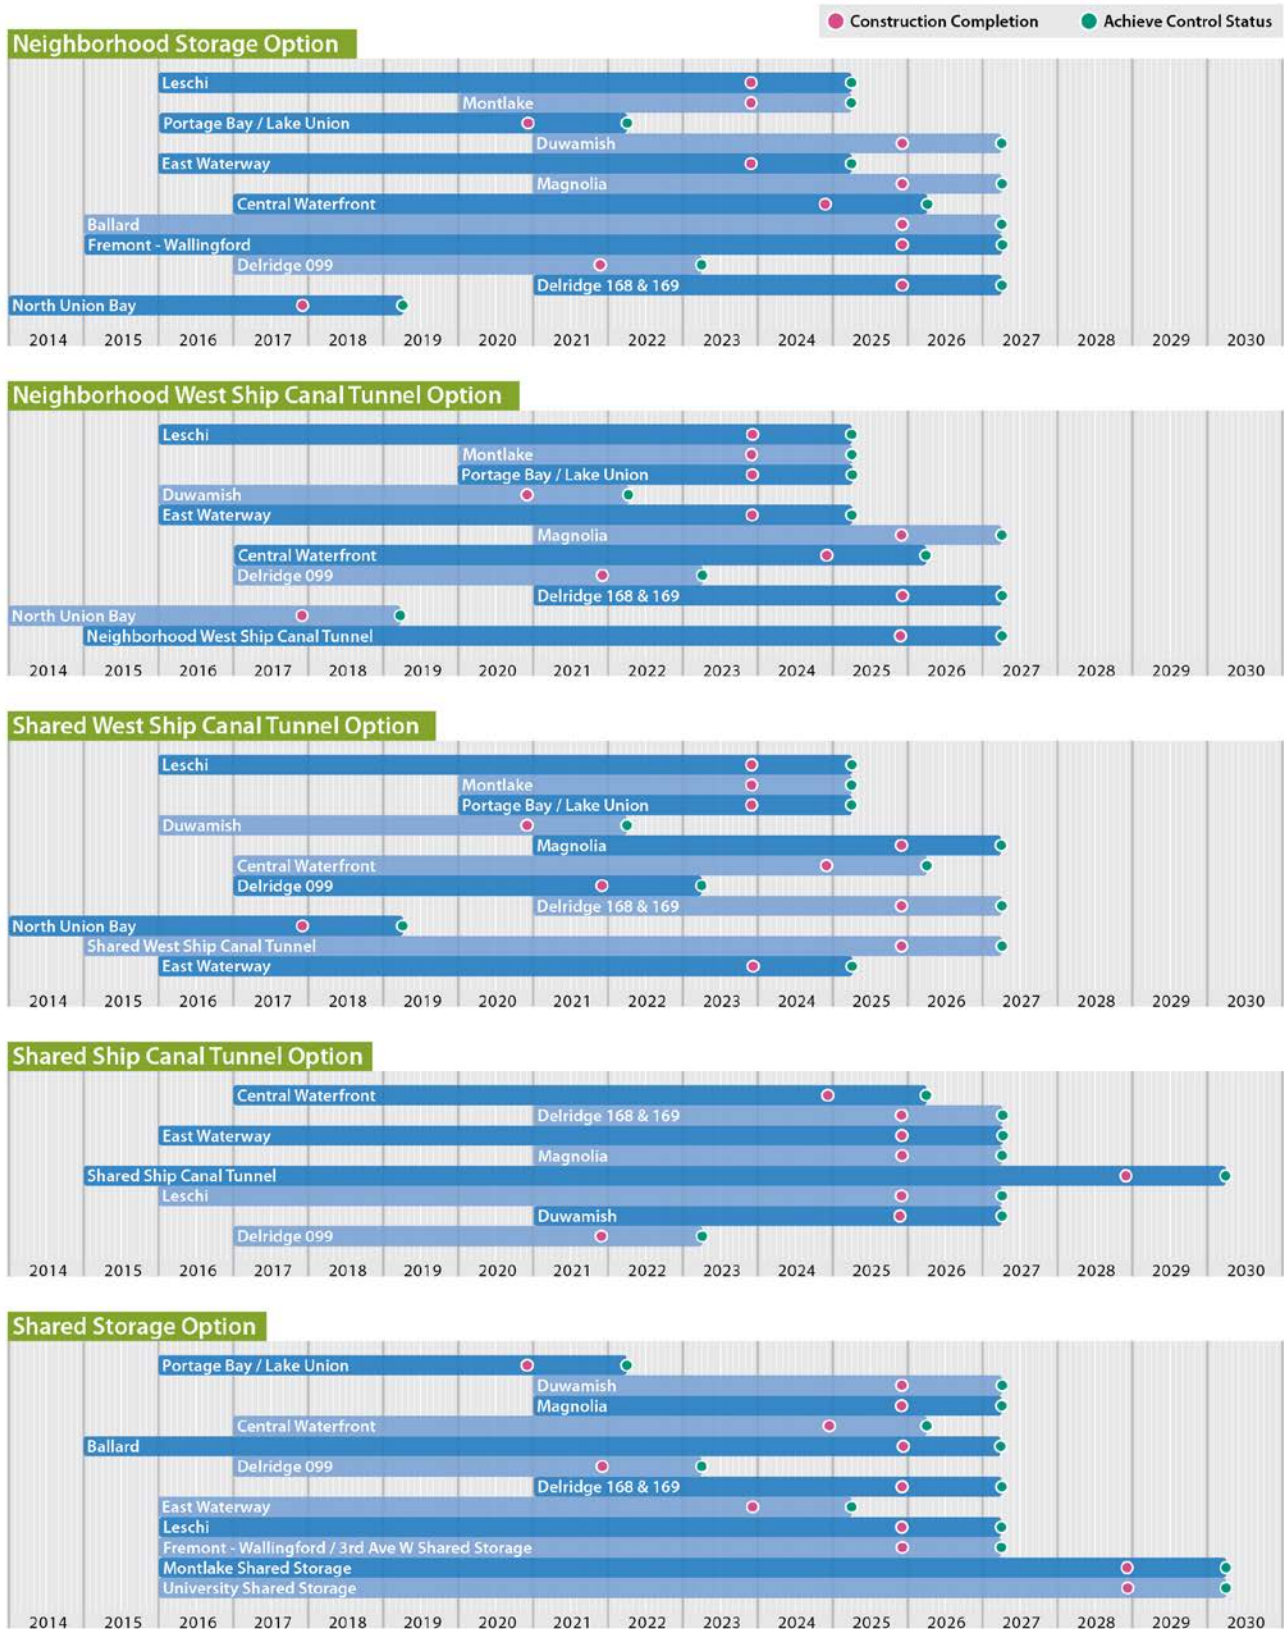 Construction Completion Achieve Control Status
Neighborhood Storage Option
Leschi
Montlake
Portage Bay / Lake Union
Duwamish
East Waterway
Magnolia
Central Waterfront
Ballard
Fremont - Wallingford
Delridge 099
Delridge 168 & 169
North Union Bay
2014 2015 2016 2017 2018 2019 2020 2021 2022 2023 2024 2025 2026 2027 2028 2029 2030
Neighborhood West Ship Canal Tunnel Option
Leschi
Montlake
Portage Bay / Lake Union
Duwamish
East Waterway
Magnolia
Central Waterfront
Delridge 099
Delridge 168 & 169
North Union Bay
Neighborhood West Ship Canal Tunnel
2014 2015 2016 2017 2018 2019 2020 2021 2022 2023 2024 2025 2026 2027 2028 2029 2030
Shared West Ship Canal Tunnel Option
Leschi
Montlake
Portage Bay / Lake Union
Duwamish
Magnolia
Central Waterfront
Delridge 099
Delridge 168 & 169
North Union Bay
Shared West Ship Canal Tunnel
East Waterway
2014 2015 2016 2017 2018 2019 2020 2021 2022 2023 2024 2025 2026 2027 2028 2029 2030
Shared Ship Canal Tunnel Option
Central Waterfront
Delridge 168 & 169
East Waterway
Magnolia
Shared Ship Canal Tunnel
Leschi
Duwamish
Delridge 099
2014 2015 2016 2017 2018 2019 2020 2021 2022 2023 2024 2025 2026 2027 2028 2029 2030
Shared Storage Option
Portage Bay / Lake Union
Duwamish
Magnolia
Central Waterfront
Ballard
Delridge 099
Delridge 168 & 169
East Waterway
Leschi
Fremont - Wallingford / 3rd Ave W Shared Storage
Montlake Shared Storage
University Shared Storage
2014 2015 2016 2017 2018 2019 2020 2021 2022 2023 2024 2025 2026 2027 2028 2029 2030